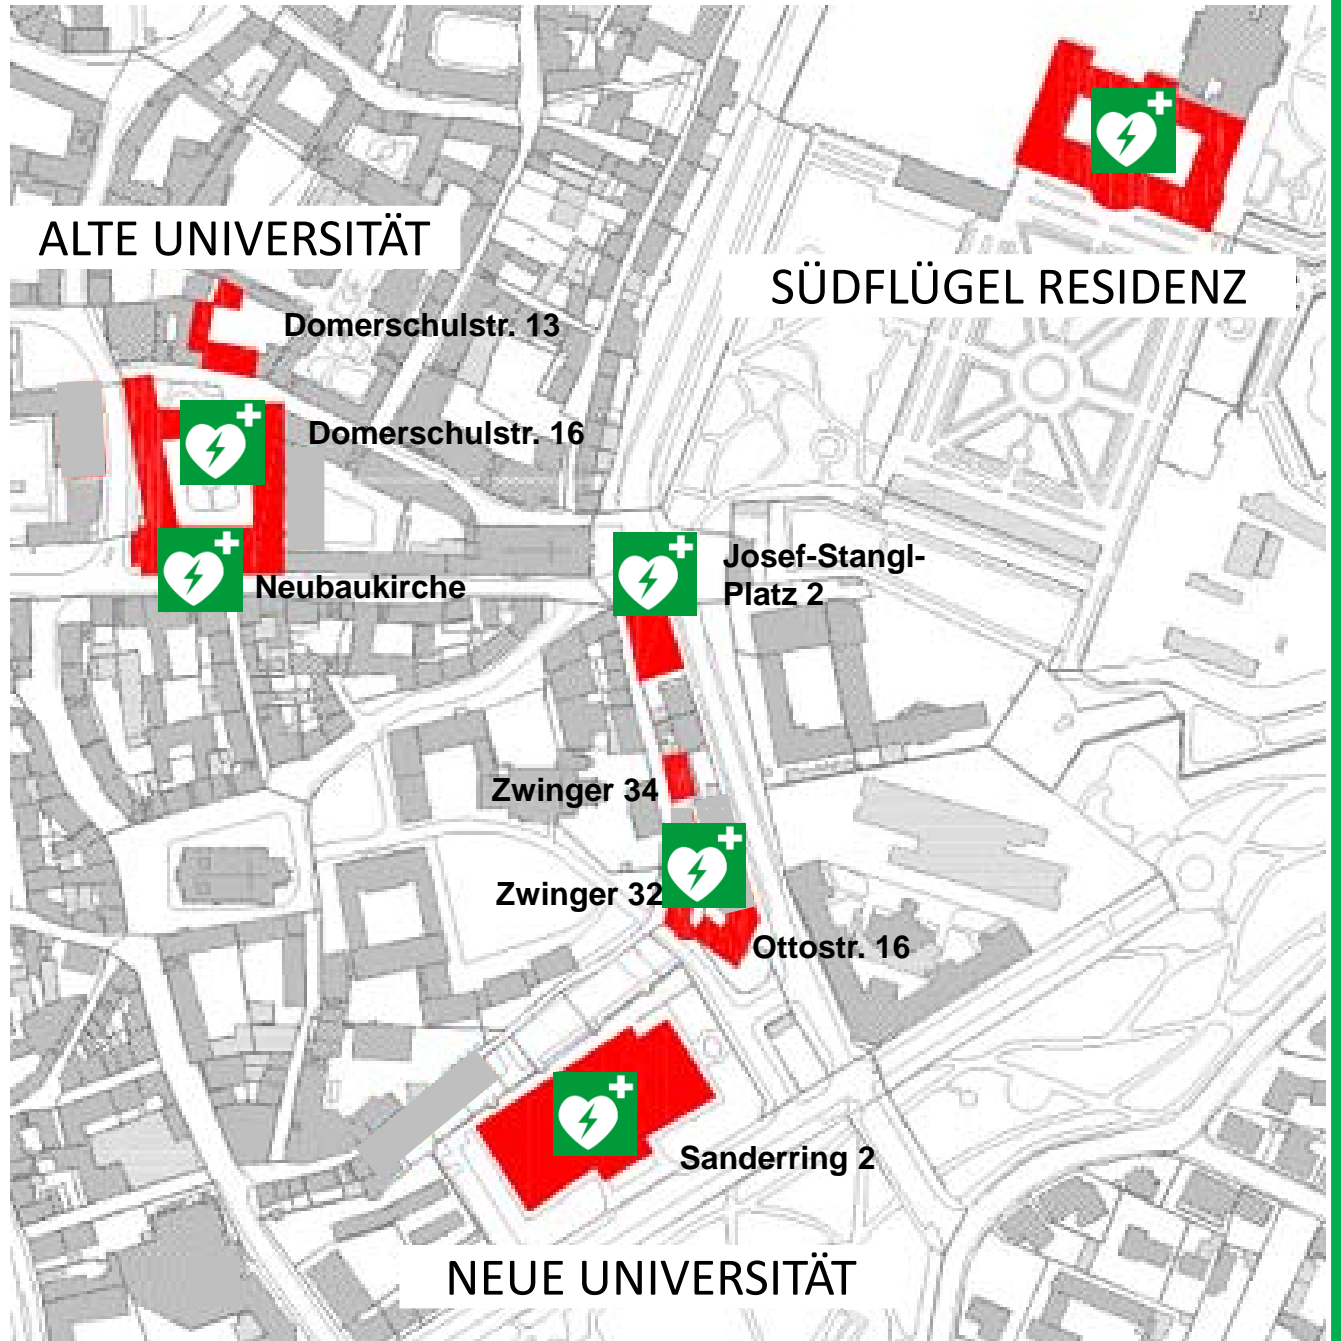 ALTE UNIVERSITÄT
SÜDFLÜGEL RESIDENZ
Domerschulstr. 13
Domerschulstr. 16
Josef-Stangl-
Platz 2
Neubaukirche
Zwinger 34
Zwinger 32
Ottostr. 16
Sanderring 2
NEUE UNIVERSITÄT